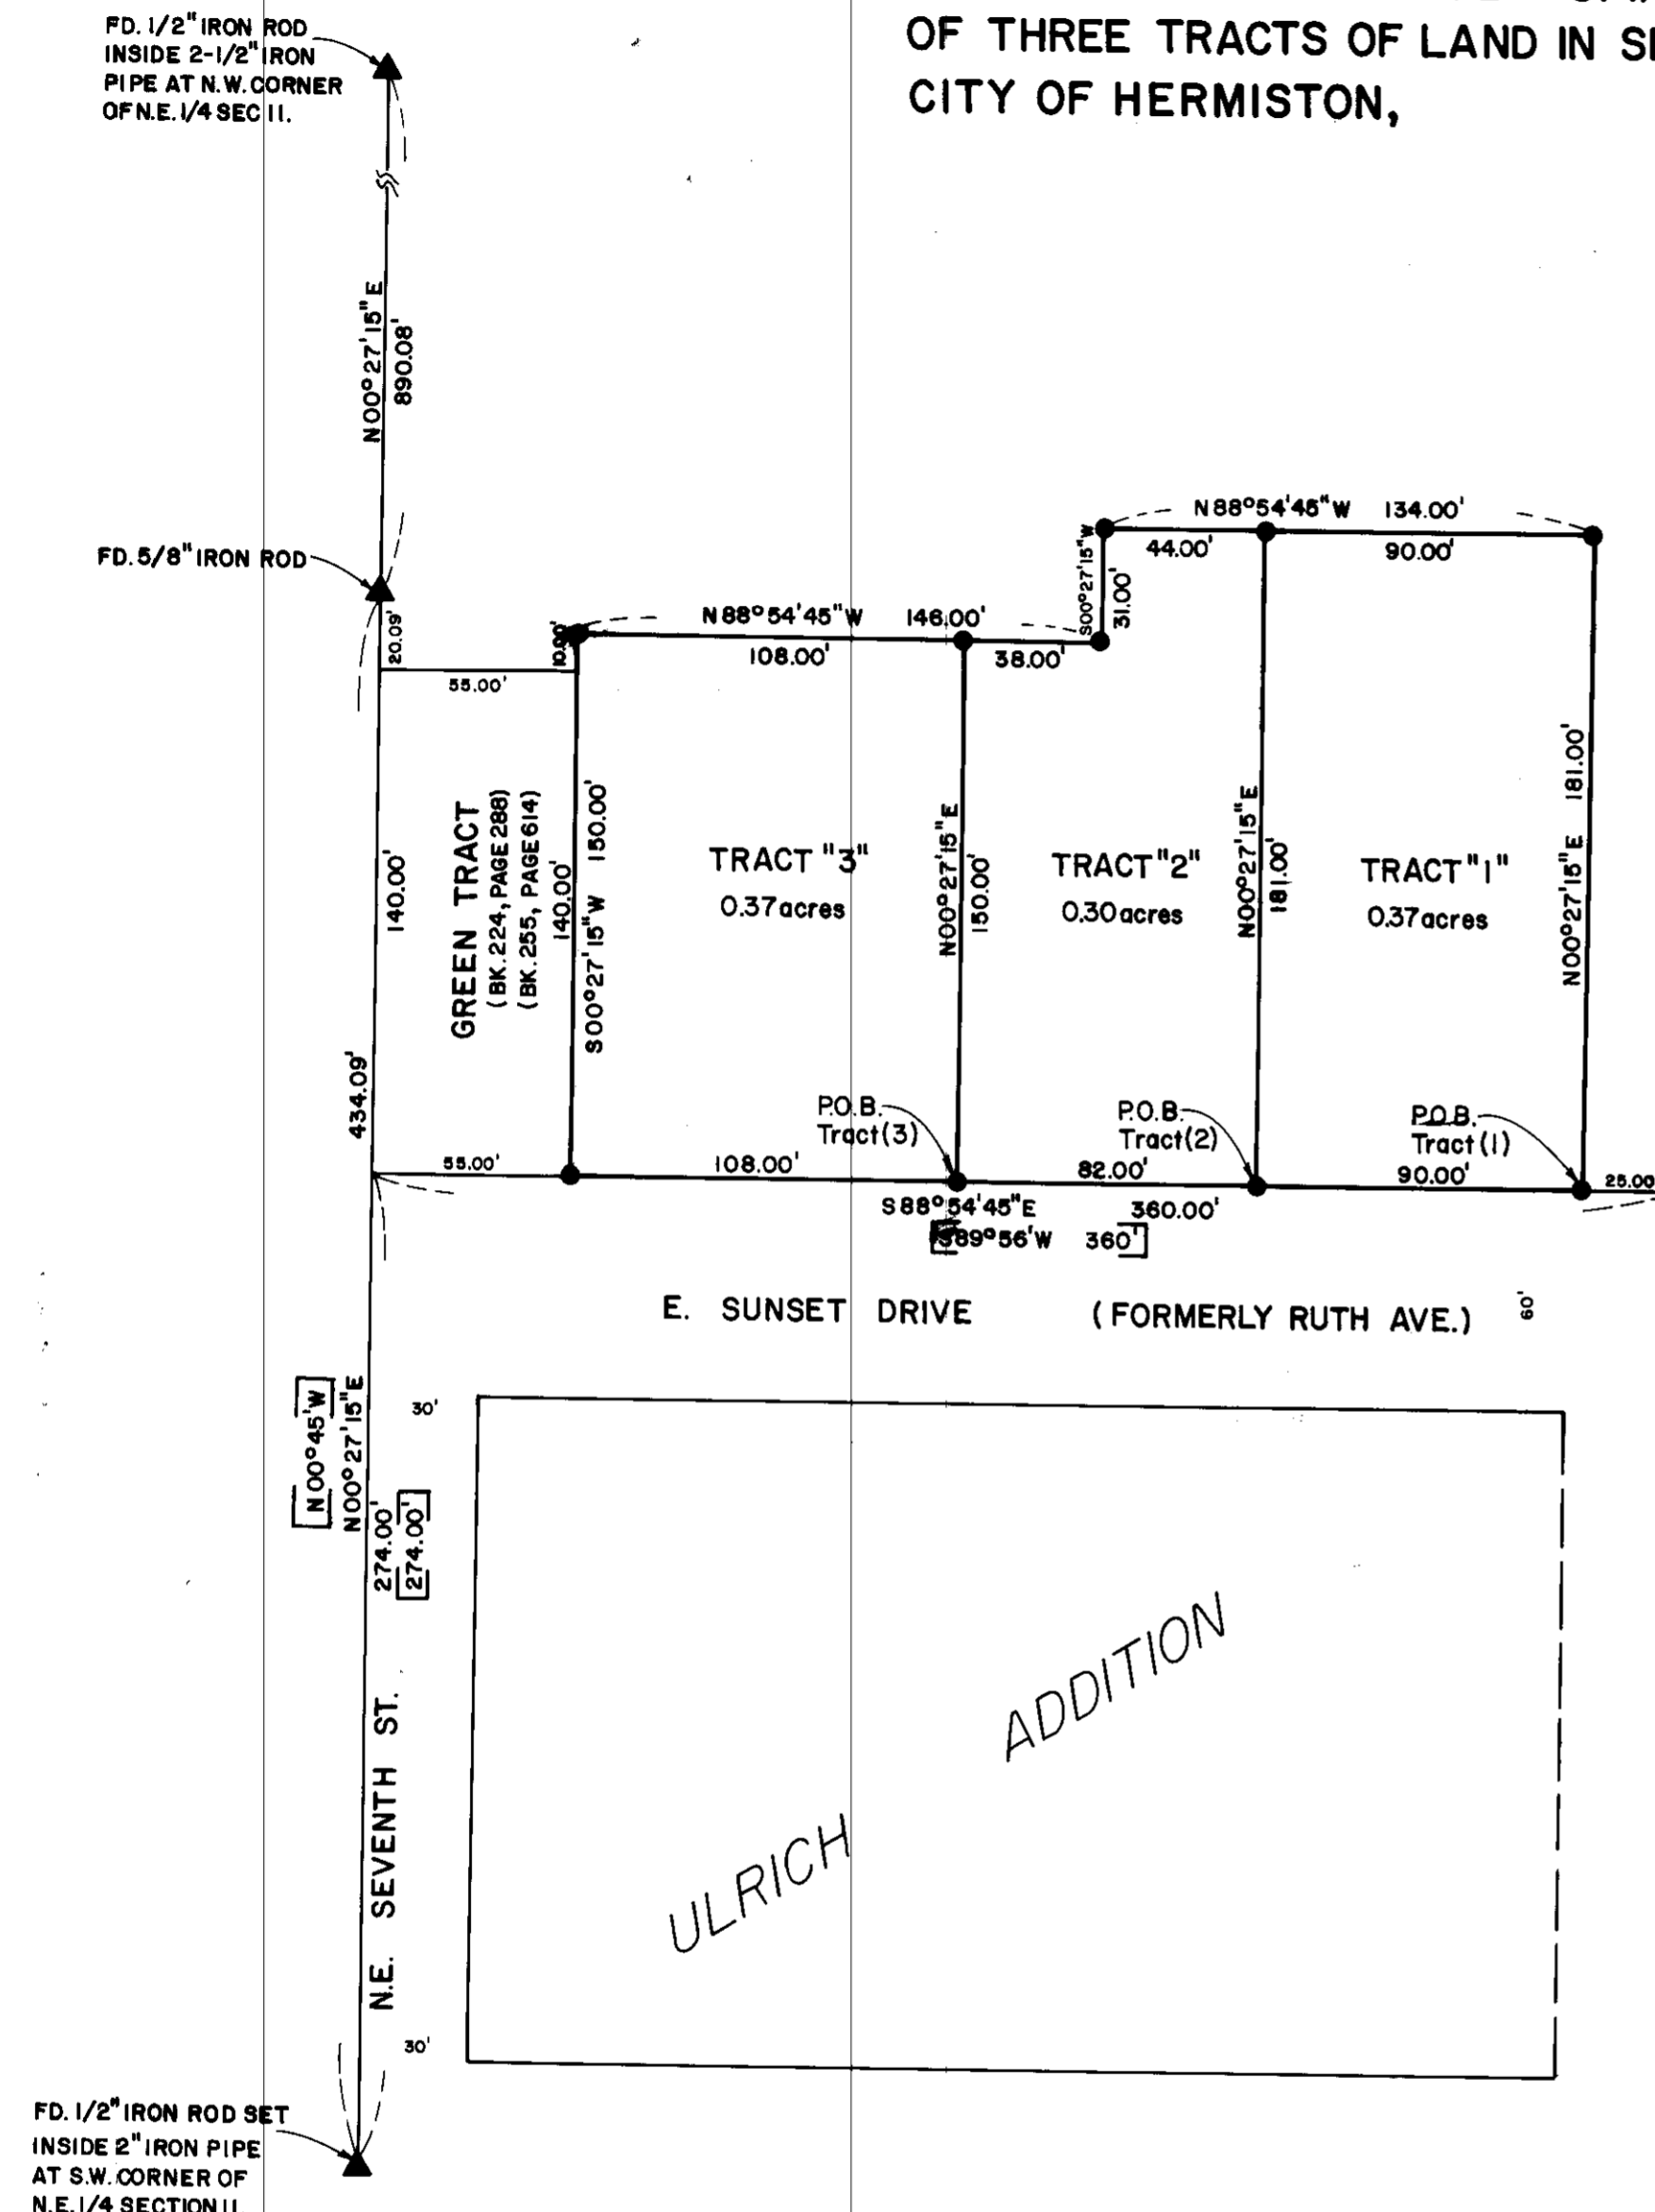 OF THREE TRACTS OF LAND IN
CITY OF HERMISTON,
FD. 1/2" IRON ROD
INSIDE 2-1/2" IRON
PIPE AT N.W. CORNER
OF N.E. 1/4 SEC 11.
N00°27'15"E
890.08'
FD. 5/8" IRON ROD
20.09'
10.00'
55.00'
N88°54'45"W 146.00'
108.00'
38.00'
S00°27'15"W
31.00'
N88°54'45"W 134.00'
44.00'
90.00'
140.00'
GREEN TRACT
(BK. 224, PAGE 288)
(BK. 255, PAGE 614)
140.00'
S00°27'15"W 150.00'
TRACT "3"
0.37 acres
N00°27'15"E
150.00'
TRACT "2"
0.30 acres
N00°27'15"E
181.00'
TRACT "1"
0.37 acres
N00°27'15"E 181.00'
434.09'
P.O.B.
Tract (3)
P.O.B.
Tract (2)
P.O.B.
Tract (1)
55.00'
108.00'
82.00'
90.00'
25.00
S88°54'45"E 360.00'
[S89°56'W 360']
E. SUNSET DRIVE (FORMERLY RUTH AVE.) 60'
[N00°45'W]
N00°27'15"E
274.00'
[274.00']
30'
ULRICH ADDITION
N.E. SEVENTH ST.
30'
FD. 1/2" IRON ROD SET
INSIDE 2" IRON PIPE
AT S.W. CORNER OF
N.E. 1/4 SECTION 11